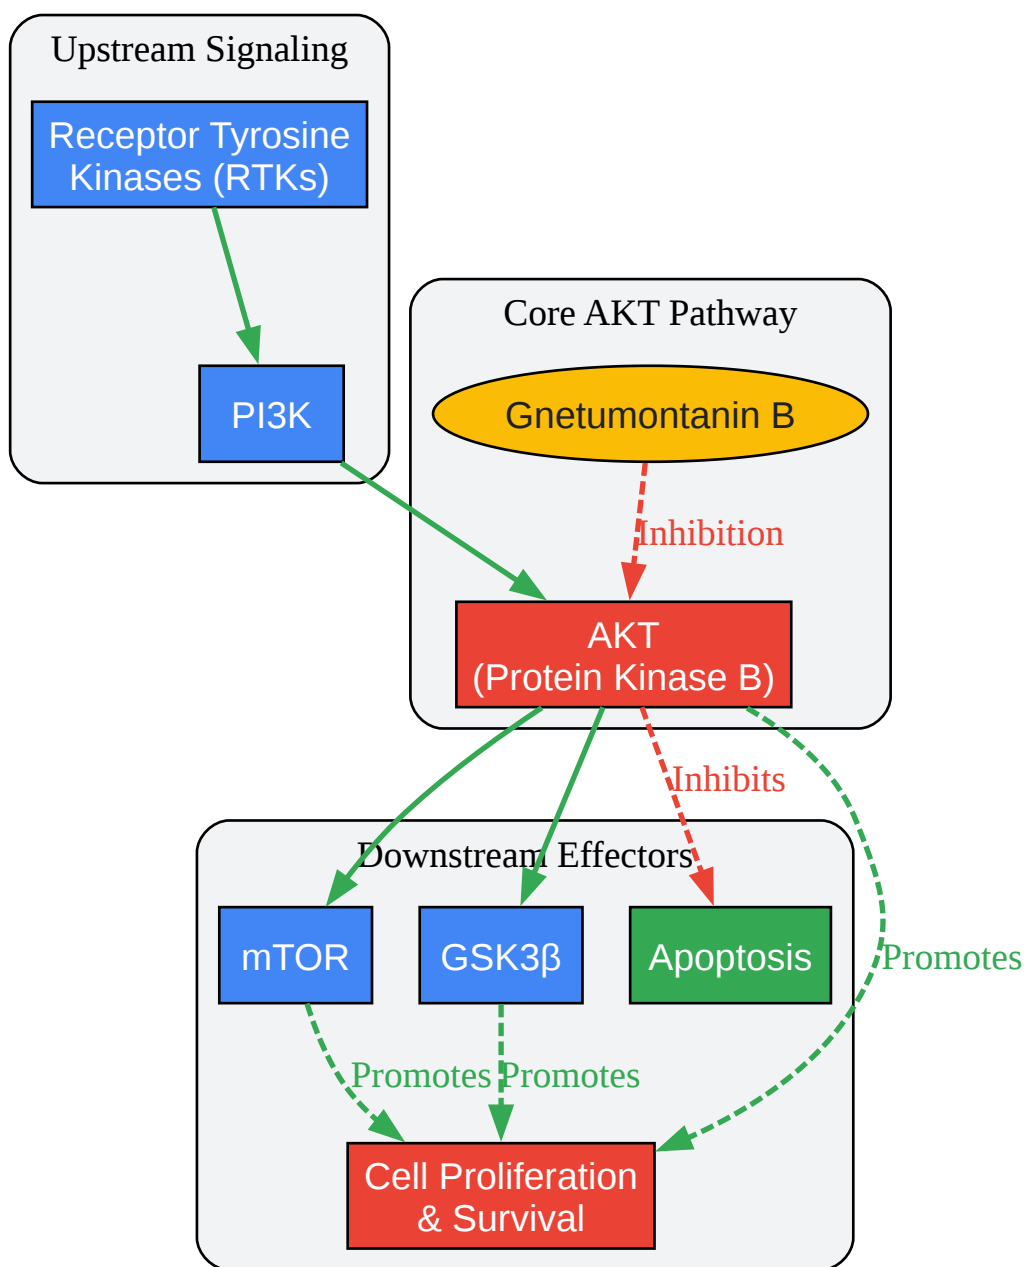 Upstream Signaling
Receptor Tyrosine
Kinases (RTKs)
PI3K
Core AKT Pathway
Gnetumontanin B
Inhibition
AKT
(Protein Kinase B)
Inhibits
Downstream Effectors
mTOR
GSK3β
Apoptosis
Promotes
Promotes
Promotes
Cell Proliferation
& Survival